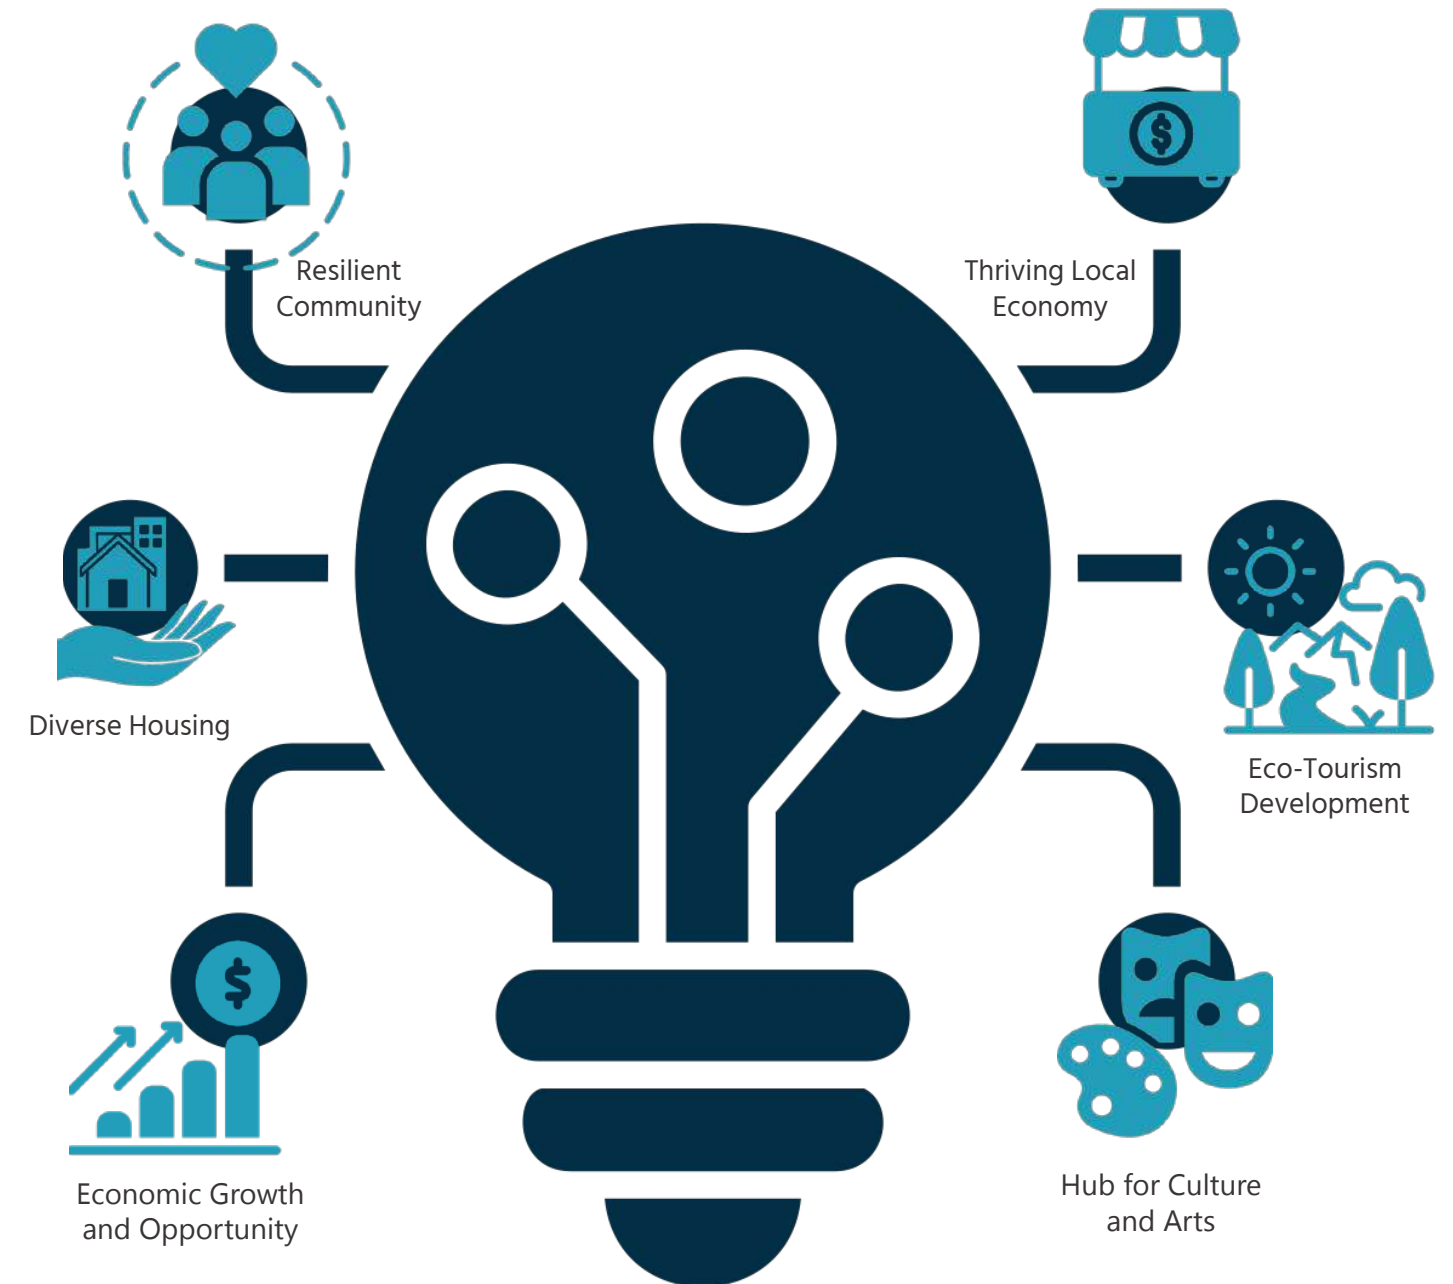 Resilient
Community
Thriving Local
Economy
Diverse Housing
Eco-Tourism
Development
Economic Growth
and Opportunity
Hub for Culture
and Arts